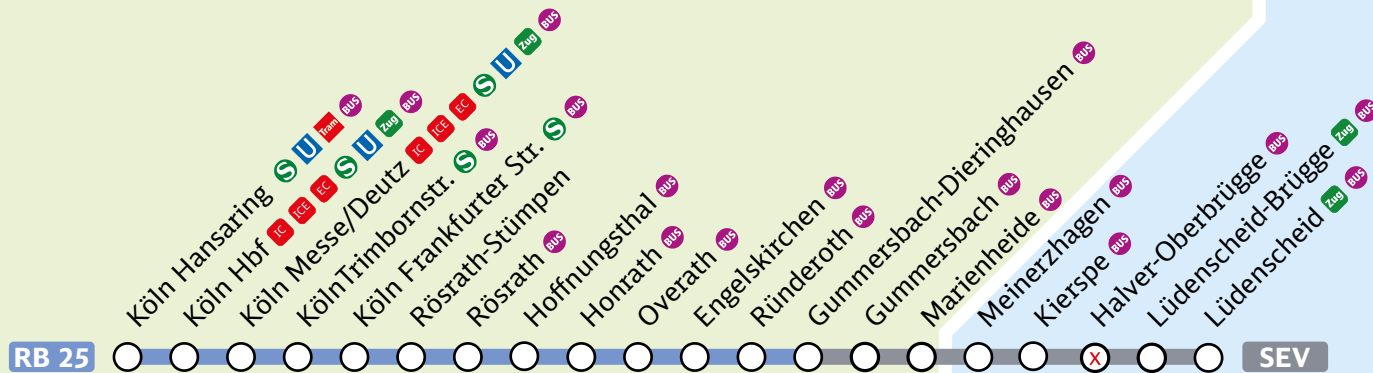 Köln Hansaring S U Tram BUS
Köln Hbf IC ICE EC S U Zug BUS
Köln Messe/Deutz IC ICE EC S U Zug BUS
KölnTrimbornstr. S BUS
Köln Frankfurter Str. S BUS
Rösrath-Stümpen
Rösrath BUS
Hoffnungsthal BUS
Honrath BUS
Overath BUS
Engelskirchen BUS
Ründeroth BUS
Gummersbach-Dieringhausen BUS
Gummersbach BUS
Marienheide BUS
Meinerzhagen BUS
Kierspe BUS
Halver-Oberbrügge BUS
Lüdenscheid-Brügge Zug BUS
Lüdenscheid Zug BUS
RB 25 X SEV